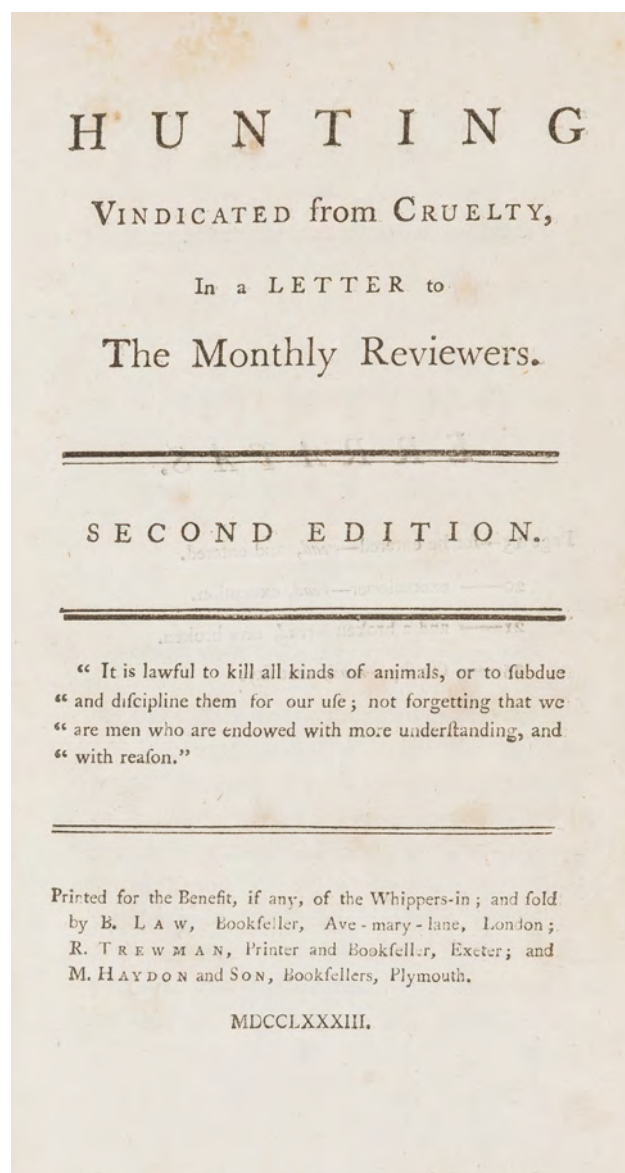 HUNTING
VINDICATED from CRUELTY,
In a LETTER to
The Monthly Reviewers.
SECOND EDITION.
“ It is lawful to kill all kinds of animals, or to ſubdue
“ and diſcipline them for our uſe ; not forgetting that we
“ are men who are endowed with more underſtanding, and
“ with reaſon.”
Printed for the Benefit, if any, of the Whippers-in ; and ſold
by B. LAW, Bookſeller, Ave-mary-lane, London ;
R. TREWMAN, Printer and Bookſeller, Exeter ; and
M. HAYDON and SON, Bookſellers, Plymouth.
MDCCLXXXIII.